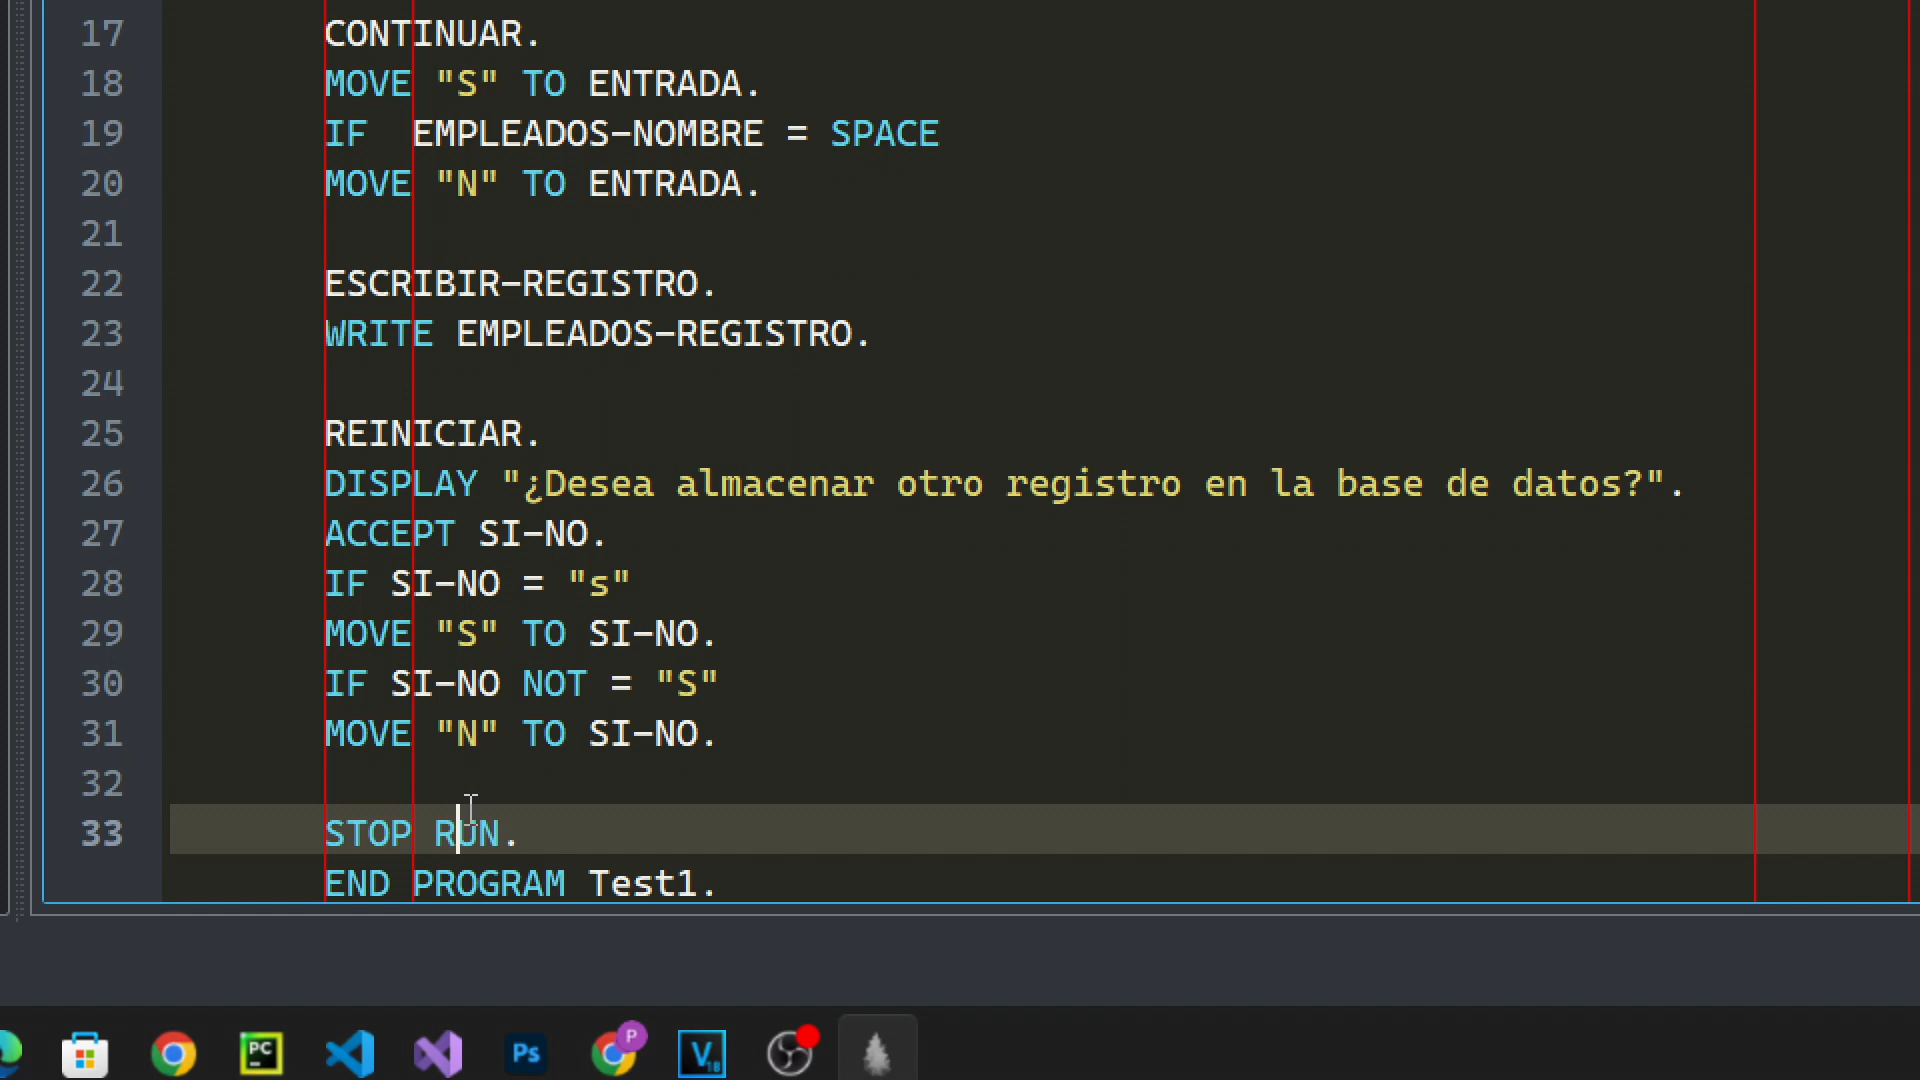 17 CONTINUAR.
18 MOVE "S" TO ENTRADA.
19 IF  EMPLEADOS-NOMBRE = SPACE
20 MOVE "N" TO ENTRADA.
21
22 ESCRIBIR-REGISTRO.
23 WRITE EMPLEADOS-REGISTRO.
24
25 REINICIAR.
26 DISPLAY "¿Desea almacenar otro registro en la base de datos?".
27 ACCEPT SI-NO.
28 IF SI-NO = "s"
29 MOVE "S" TO SI-NO.
30 IF SI-NO NOT = "S"
31 MOVE "N" TO SI-NO.
32
33 STOP RUN.
END PROGRAM Test1.
PC Ps P V 18